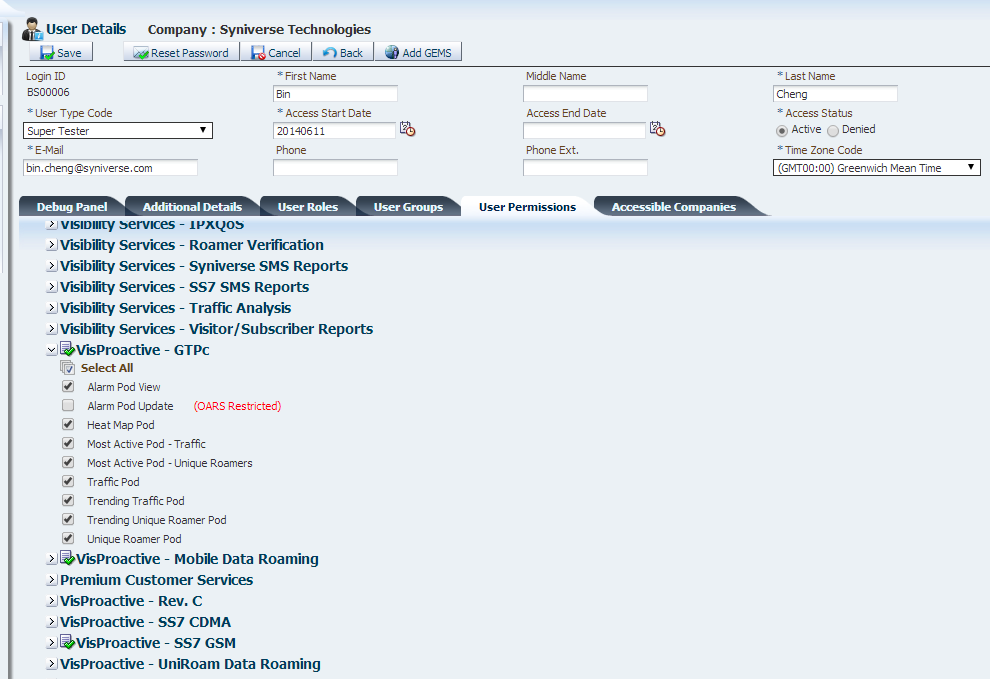 User Details Company : Syniverse Technologies
Save Reset Password Cancel Back Add GEMS
Login ID * First Name Middle Name * Last Name
BS00006 Bin Cheng
* User Type Code * Access Start Date Access End Date * Access Status
Super Tester 20140611 Active Denied
* E-Mail Phone Phone Ext. * Time Zone Code
bin.cheng@syniverse.com (GMT00:00) Greenwich Mean Time
Debug Panel Additional Details User Roles User Groups User Permissions Accessible Companies
Visibility Services - IPXQoS
Visibility Services - Roamer Verification
Visibility Services - Syniverse SMS Reports
Visibility Services - SS7 SMS Reports
Visibility Services - Traffic Analysis
Visibility Services - Visitor/Subscriber Reports
VisProactive - GTPc
Select All
Alarm Pod View
Alarm Pod Update (OARS Restricted)
Heat Map Pod
Most Active Pod - Traffic
Most Active Pod - Unique Roamers
Traffic Pod
Trending Traffic Pod
Trending Unique Roamer Pod
Unique Roamer Pod
VisProactive - Mobile Data Roaming
Premium Customer Services
VisProactive - Rev. C
VisProactive - SS7 CDMA
VisProactive - SS7 GSM
VisProactive - UniRoam Data Roaming